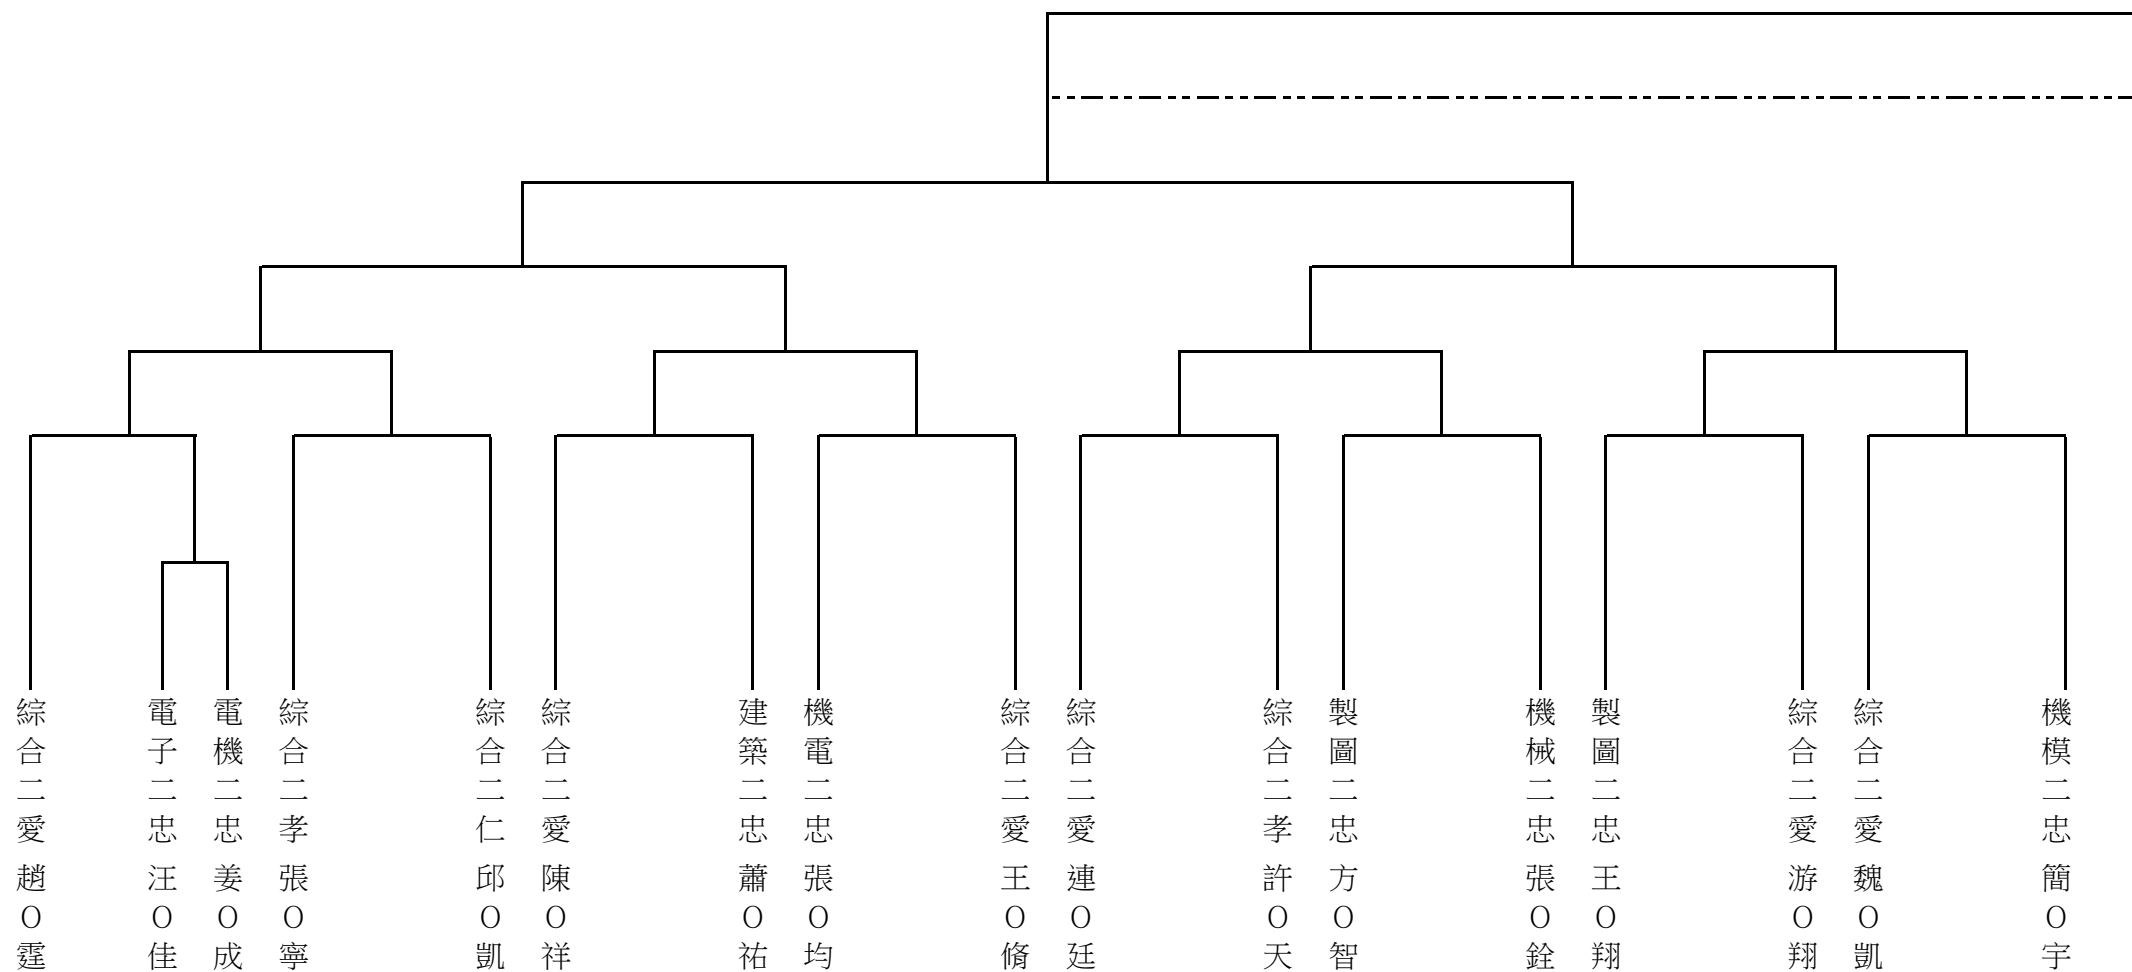 綜合二愛 趙O霆
電子二忠 汪O佳
電機二忠 姜O成
綜合二孝 張O寧
綜合二仁 邱O凱
綜合二愛 陳O祥
建築二忠 蕭O祐
機電二忠 張O均
綜合二愛 王O脩
綜合二愛 連O廷
綜合二孝 許O天
製圖二忠 方O智
機械二忠 張O銓
製圖二忠 王O翔
綜合二愛 游O翔
綜合二愛 魏O凱
機模二忠 簡O宇